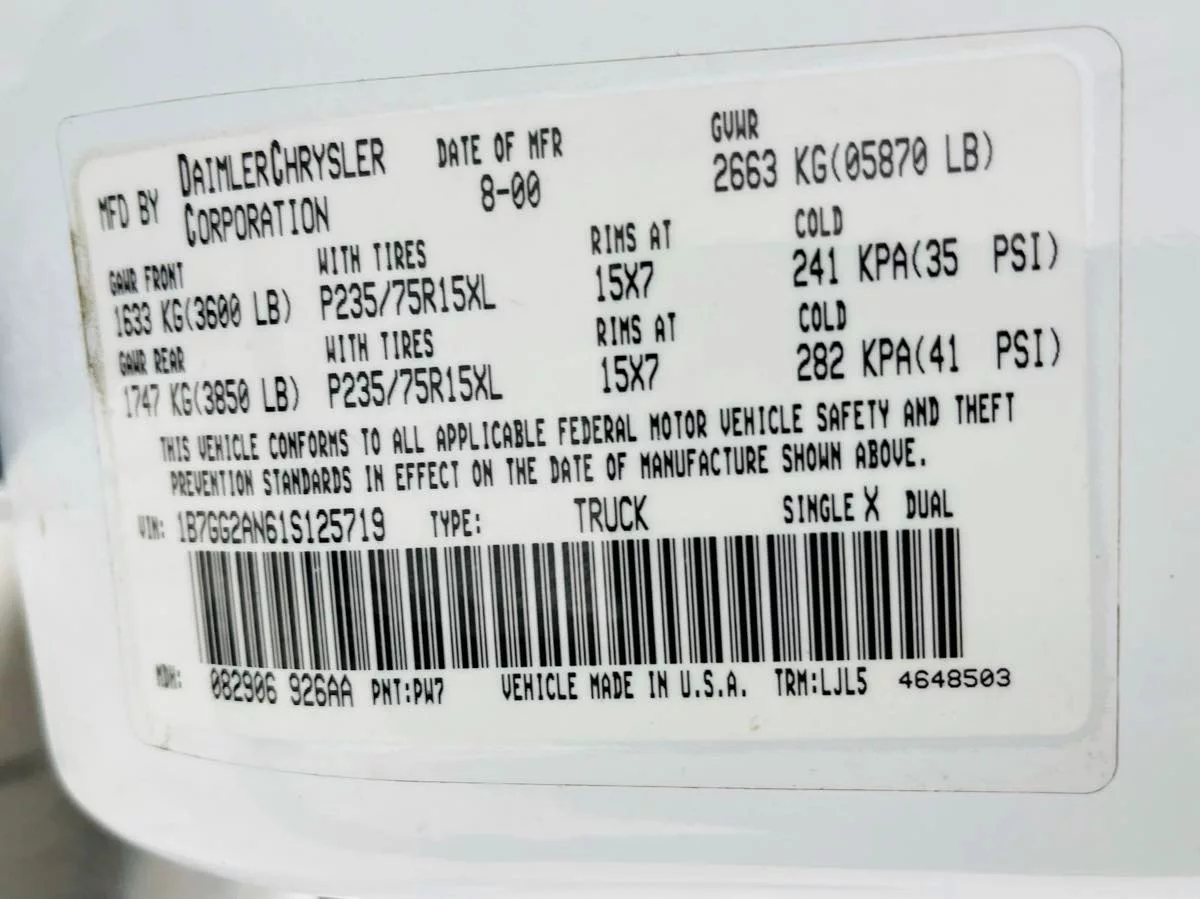 MFD BY DAIMLERCHRYSLER CORPORATION DATE OF MFR 8-00 GVWR 2663 KG(05870 LB)
GAWR FRONT WITH TIRES RIMS AT COLD
1633 KG(3600 LB) P235/75R15XL 15X7 241 KPA(35 PSI)
GAWR REAR WITH TIRES RIMS AT COLD
1747 KG(3850 LB) P235/75R15XL 15X7 282 KPA(41 PSI)
THIS VEHICLE CONFORMS TO ALL APPLICABLE FEDERAL MOTOR VEHICLE SAFETY AND THEFT
PREVENTION STANDARDS IN EFFECT ON THE DATE OF MANUFACTURE SHOWN ABOVE.
VIN: 1B7GG2AN61S125719 TYPE: TRUCK SINGLE X DUAL
MDH: 082906 926AA PNT:PW7 VEHICLE MADE IN U.S.A. TRM:LJL5 4648503